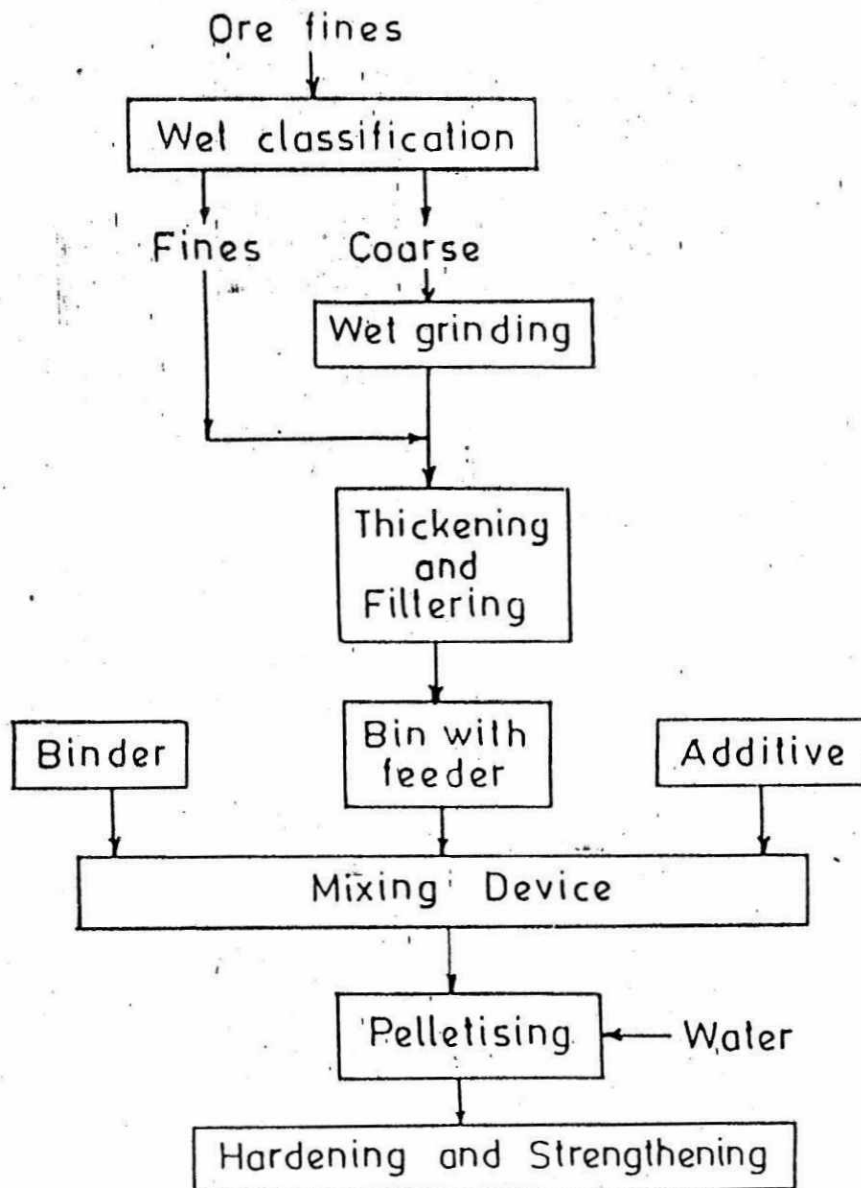 Ore fines
Wet classification
Fines
Coarse
Wet grinding
Thickening
and
Filtering
Binder
Bin with
feeder
Additive
Mixing Device
Pelletising
Water
Hardening and Strengthening